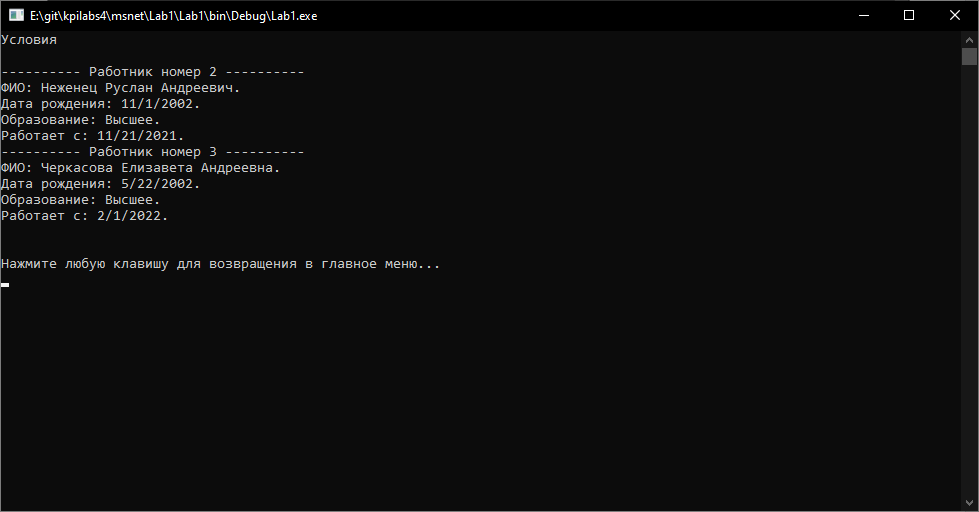 E:\git\kpilabs4\msnet\Lab1\Lab1\bin\Debug\Lab1.exe
Условия
---------- Работник номер 2 ----------
ФИО: Неженец Руслан Андреевич.
Дата рождения: 11/1/2002.
Образование: Высшее.
Работает с: 11/21/2021.
---------- Работник номер 3 ----------
ФИО: Черкасова Елизавета Андреевна.
Дата рождения: 5/22/2002.
Образование: Высшее.
Работает с: 2/1/2022.
Нажмите любую клавишу для возвращения в главное меню...